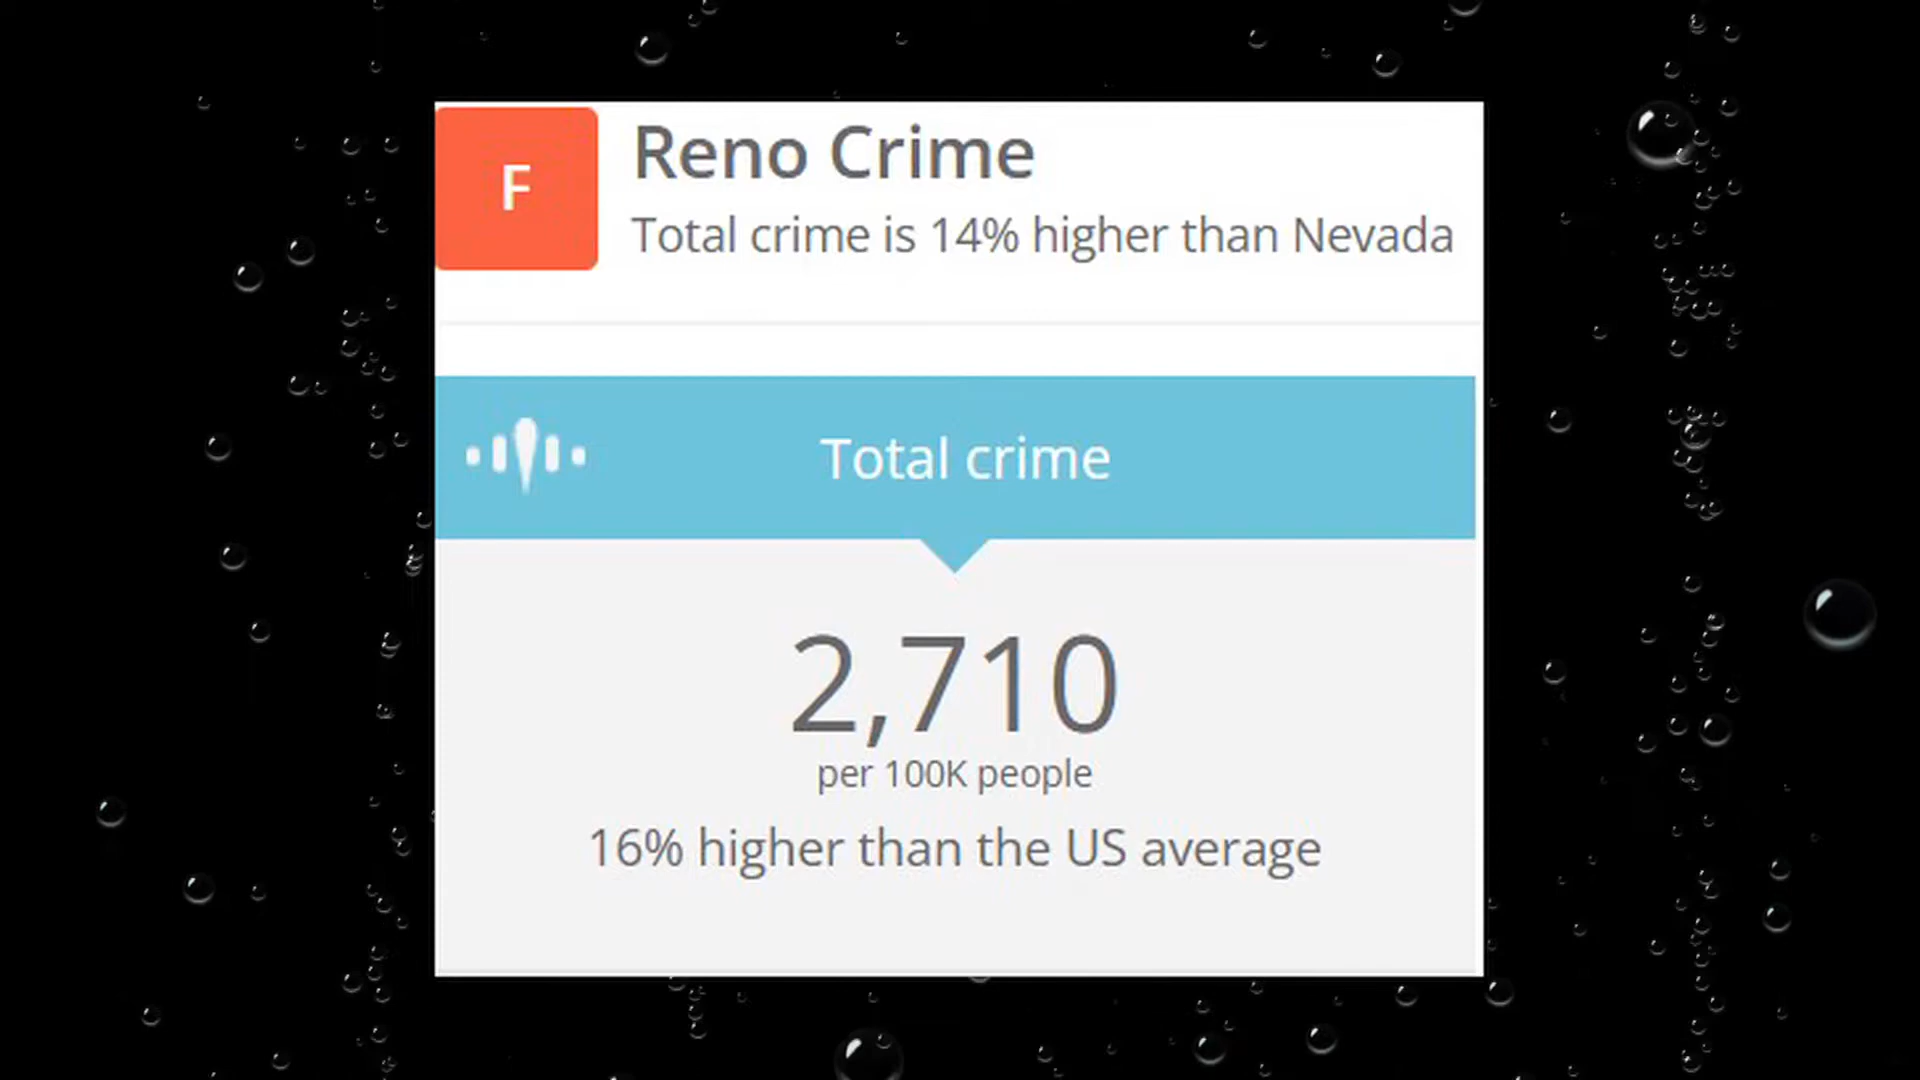 F
Reno Crime
Total crime is 14% higher than Nevada
Total crime
2,710
per 100K people
16% higher than the US average